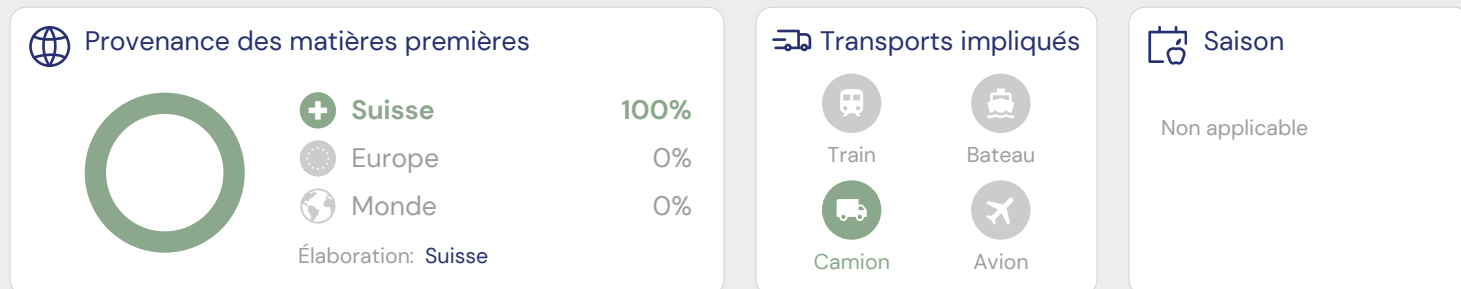 Provenance des matières premières
Suisse 100%
Europe 0%
Monde 0%
Élaboration: Suisse
Transports impliqués
Train Bateau
Camion Avion
Saison
Non applicable